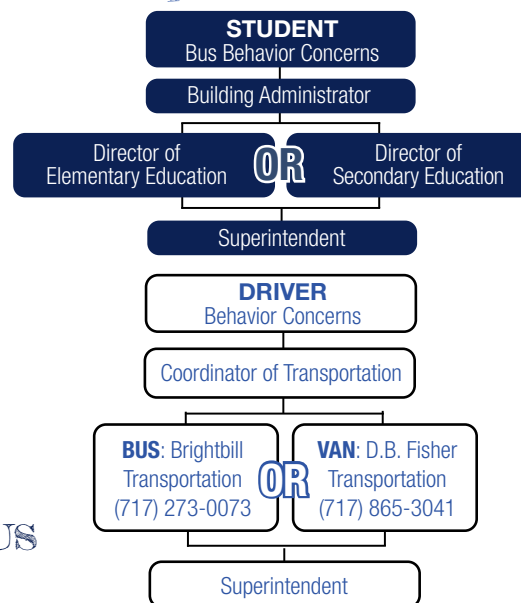 STUDENT
Bus Behavior Concerns
Building Administrator
Director of
Elementary Education
OR
Director of
Secondary Education
Superintendent
DRIVER
Behavior Concerns
Coordinator of Transportation
BUS: Brightbill
Transportation
(717) 273-0073
OR
VAN: D.B. Fisher
Transportation
(717) 865-3041
US
Superintendent